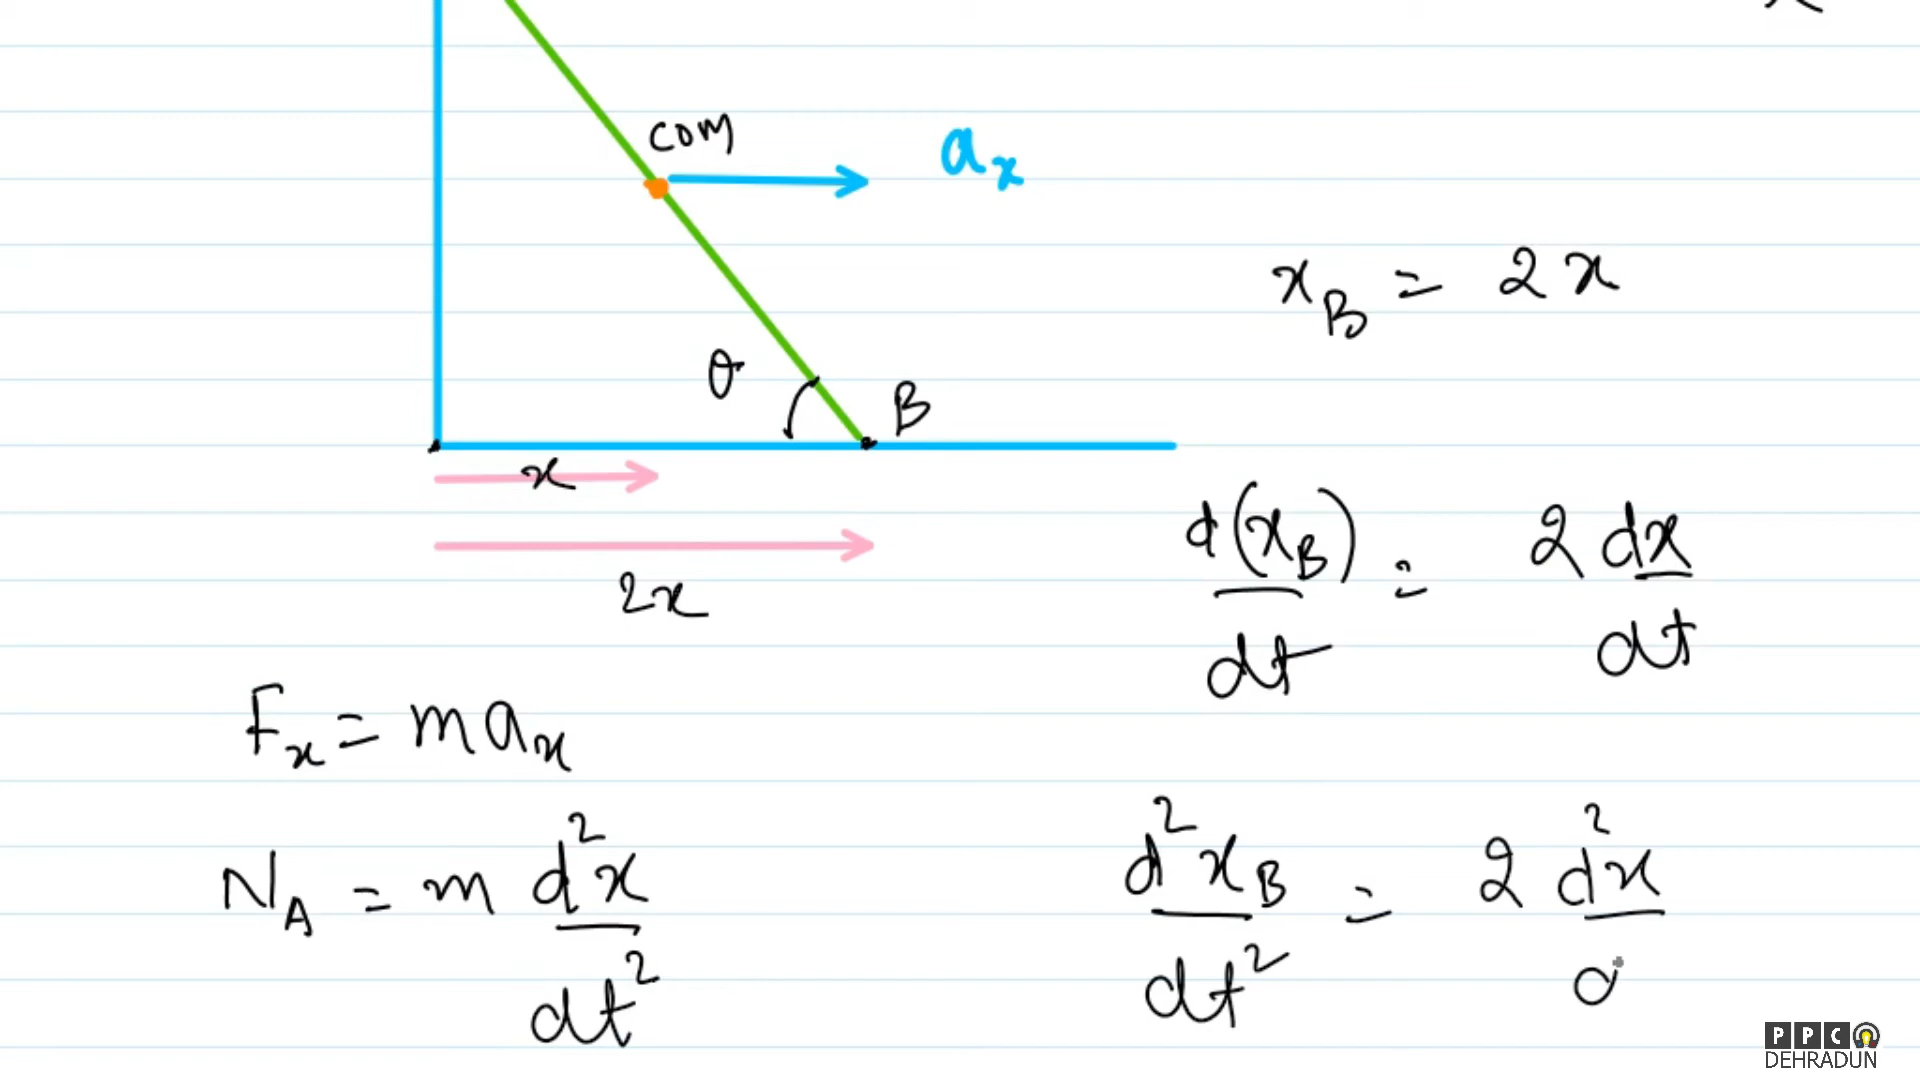 COM
a_x
x_B = 2x
θ
B
x
2x
d(x_B)/dt = 2 dx/dt
F_x = ma_x
N_A = m d²x/dt²
d²x_B/dt² = 2 d²x/d
PPC
DEHRADUN